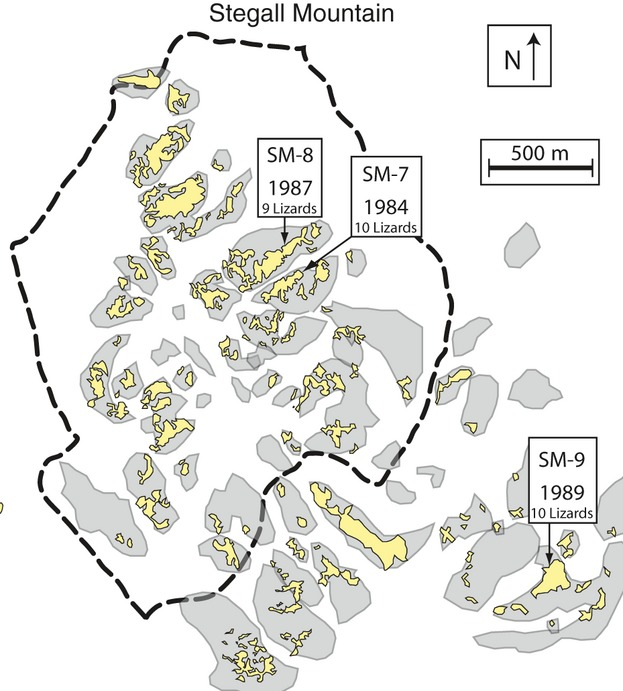 Stegall Mountain
N
500 m
SM-8
1987
9 Lizards
SM-7
1984
10 Lizards
SM-9
1989
10 Lizards